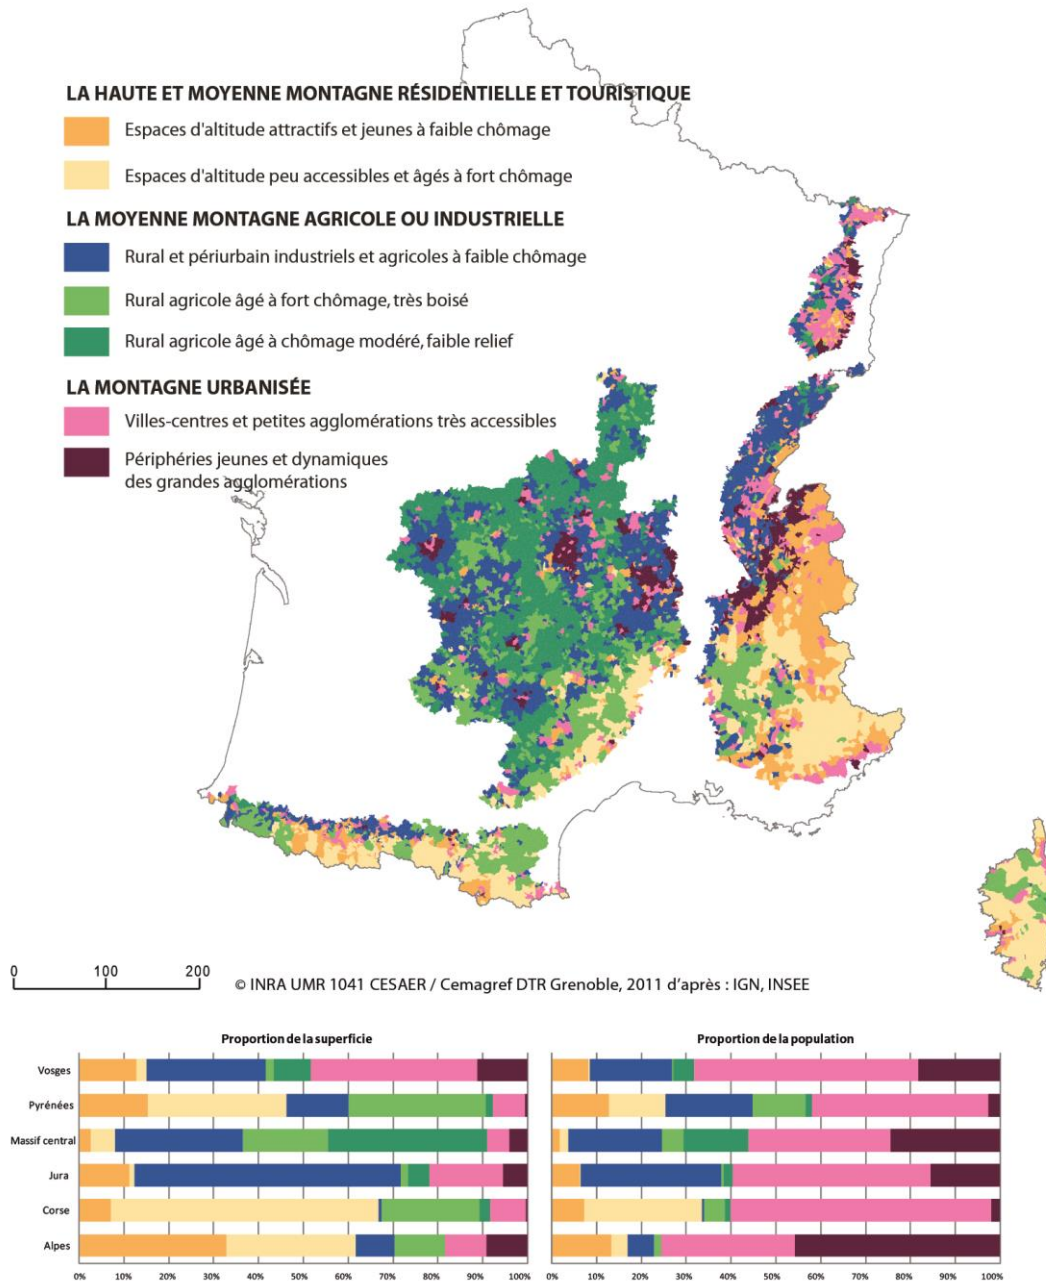 LA HAUTE ET MOYENNE MONTAGNE RÉSIDENTIELLE ET TOURISTIQUE
Espaces d'altitude attractifs et jeunes à faible chômage
Espaces d'altitude peu accessibles et âgés à fort chômage
LA MOYENNE MONTAGNE AGRICOLE OU INDUSTRIELLE
Rural et périurbain industriels et agricoles à faible chômage
Rural agricole âgé à fort chômage, très boisé
Rural agricole âgé à chômage modéré, faible relief
LA MONTAGNE URBANISÉE
Villes-centres et petites agglomérations très accessibles
Périphéries jeunes et dynamiques
des grandes agglomérations
0 100 200
© INRA UMR 1041 CESAER / Cemagref DTR Grenoble, 2011 d'après : IGN, INSEE
Proportion de la superficie
Proportion de la population
Vosges
Pyrénées
Massif central
Jura
Corse
Alpes
0% 10% 20% 30% 40% 50% 60% 70% 80% 90% 100%
0% 10% 20% 30% 40% 50% 60% 70% 80% 90% 100%